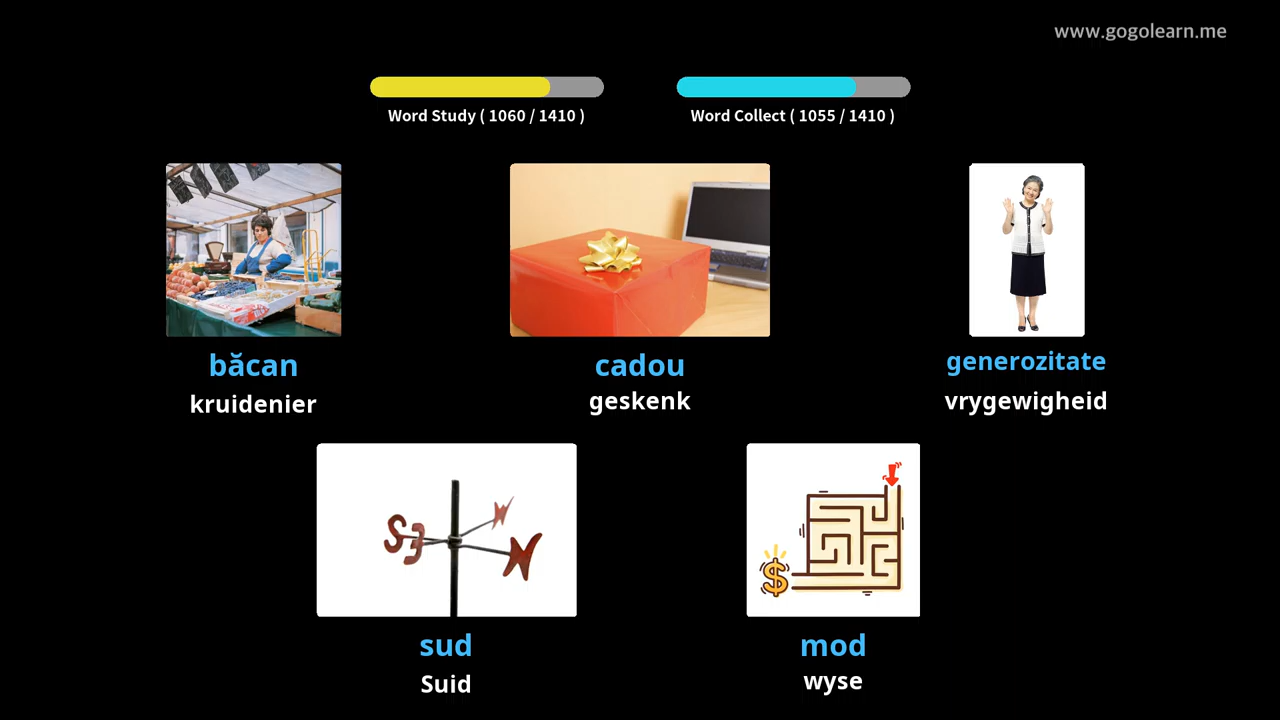 www.gogolearn.me
Word Study ( 1060 / 1410 )
Word Collect ( 1055 / 1410 )
băcan
kruidenier
cadou
geskenk
generozitate
vrygewigheid
S E N W
$
sud
Suid
mod
wyse